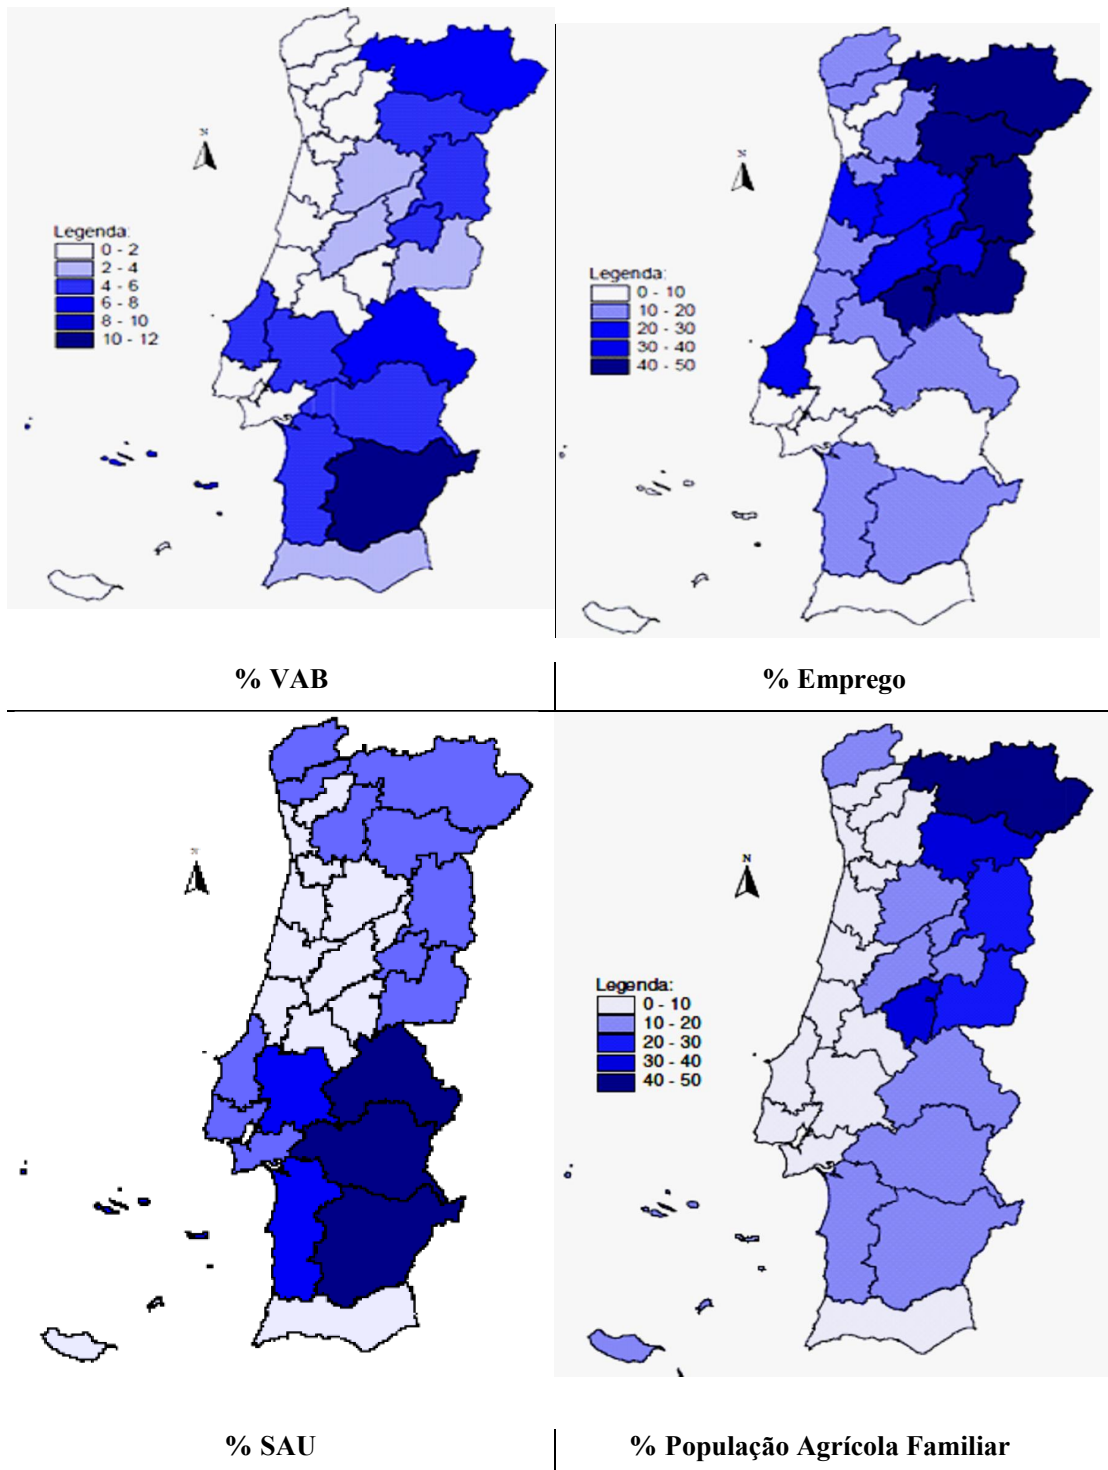 N
Legenda:
0 - 2
2 - 4
4 - 6
6 - 8
8 - 10
10 - 12
N
Legenda:
0 - 10
10 - 20
20 - 30
30 - 40
40 - 50
% VAB
% Emprego
N
N
Legenda:
0 - 10
10 - 20
20 - 30
30 - 40
40 - 50
% SAU
% População Agrícola Familiar